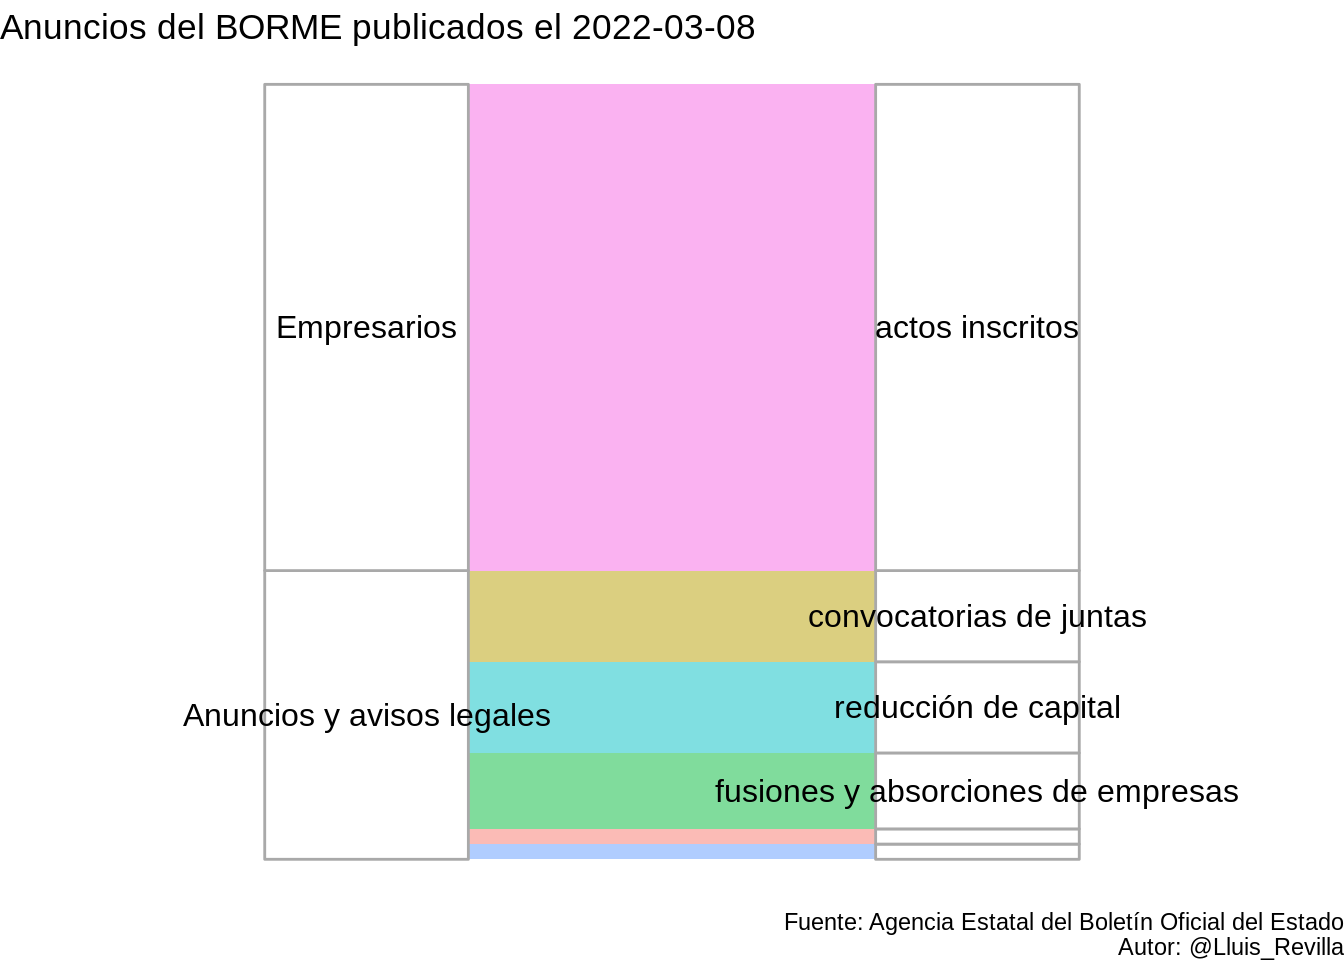 Anuncios del BORME publicados el 2022-03-08
Empresarios
actos inscritos
convocatorias de juntas
reducción de capital
Anuncios y avisos legales
fusiones y absorciones de empresas
Fuente: Agencia Estatal del Boletín Oficial del Estado
Autor: @Lluis_Revilla